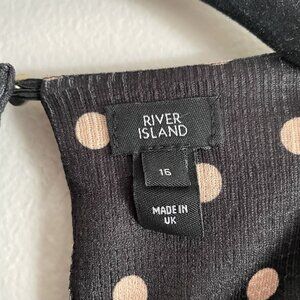 RIVER
ISLAND
16
MADE IN
UK